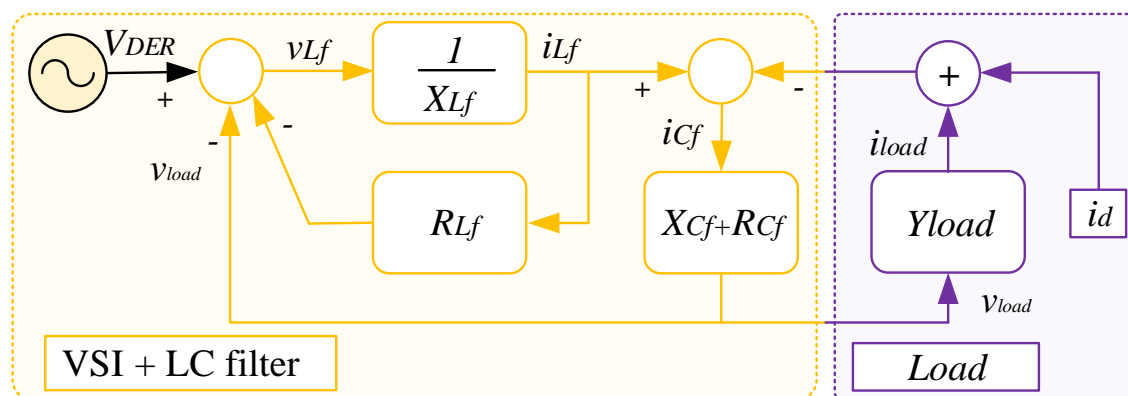 VDER
+
-
-
vload
vLf
1
XLf
iLf
RLf
+
-
iCf
XCf+RCf
+
iload
Yload
id
vload
VSI + LC filter
Load